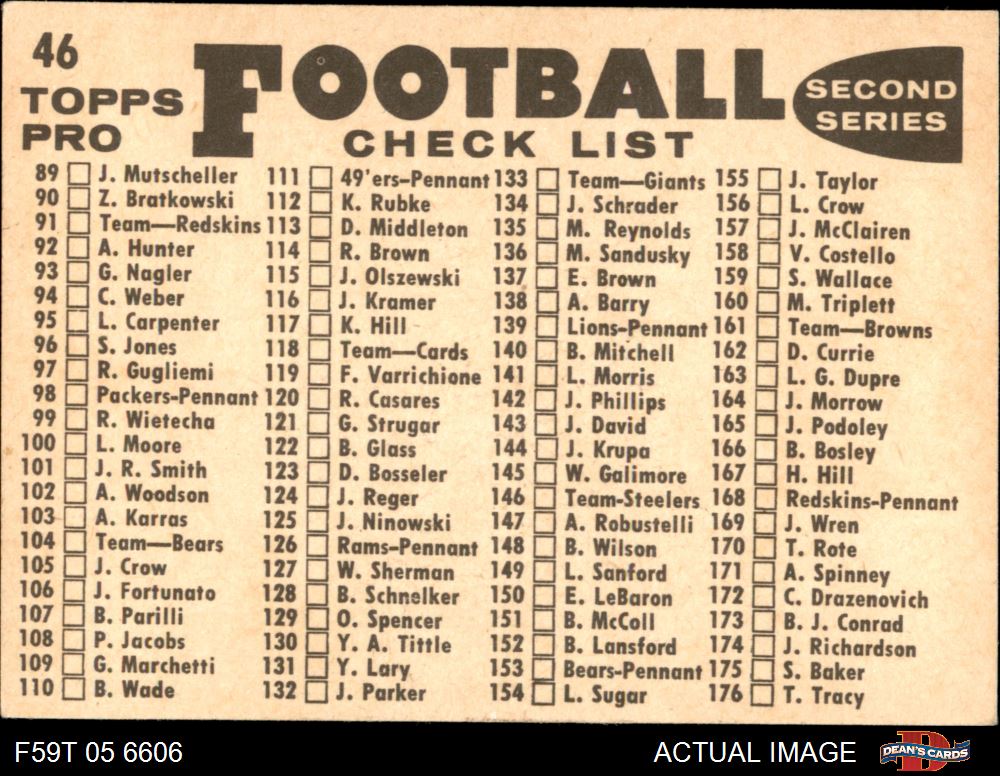 46
TOPPS
PRO
FOOTBALL
CHECK LIST
SECOND
SERIES
89 J. Mutscheller
90 Z. Bratkowski
91 Team—Redskins
92 A. Hunter
93 G. Nagler
94 C. Weber
95 L. Carpenter
96 S. Jones
97 R. Gugliemi
98 Packers-Pennant
99 R. Wietecha
100 L. Moore
101 J. R. Smith
102 A. Woodson
103 A. Karras
104 Team—Bears
105 J. Crow
106 J. Fortunato
107 B. Parilli
108 P. Jacobs
109 G. Marchetti
110 B. Wade
111 49'ers-Pennant
112 K. Rubke
113 D. Middleton
114 R. Brown
115 J. Olszewski
116 J. Kramer
117 K. Hill
118 Team—Cards
119 F. Varrichione
120 R. Casares
121 G. Strugar
122 B. Glass
123 D. Bosseler
124 J. Reger
125 J. Ninowski
126 Rams-Pennant
127 W. Sherman
128 B. Schnelker
129 O. Spencer
130 Y. A. Tittle
131 Y. Lary
132 J. Parker
133 Team—Giants
134 J. Schrader
135 M. Reynolds
136 M. Sandusky
137 E. Brown
138 A. Barry
139 Lions-Pennant
140 B. Mitchell
141 L. Morris
142 J. Phillips
143 J. David
144 J. Krupa
145 W. Galimore
146 Team-Steelers
147 A. Robustelli
148 B. Wilson
149 L. Sanford
150 E. LeBaron
151 B. McColl
152 B. Lansford
153 Bears-Pennant
154 L. Sugar
155 J. Taylor
156 L. Crow
157 J. McClairen
158 V. Costello
159 S. Wallace
160 M. Triplett
161 Team—Browns
162 D. Currie
163 L. G. Dupre
164 J. Morrow
165 J. Podoley
166 B. Bosley
167 H. Hill
168 Redskins-Pennant
169 J. Wren
170 T. Rote
171 A. Spinney
172 C. Drazenovich
173 B. J. Conrad
174 J. Richardson
175 S. Baker
176 T. Tracy
F59T 05 6606
ACTUAL IMAGE
DEAN'S CARDS